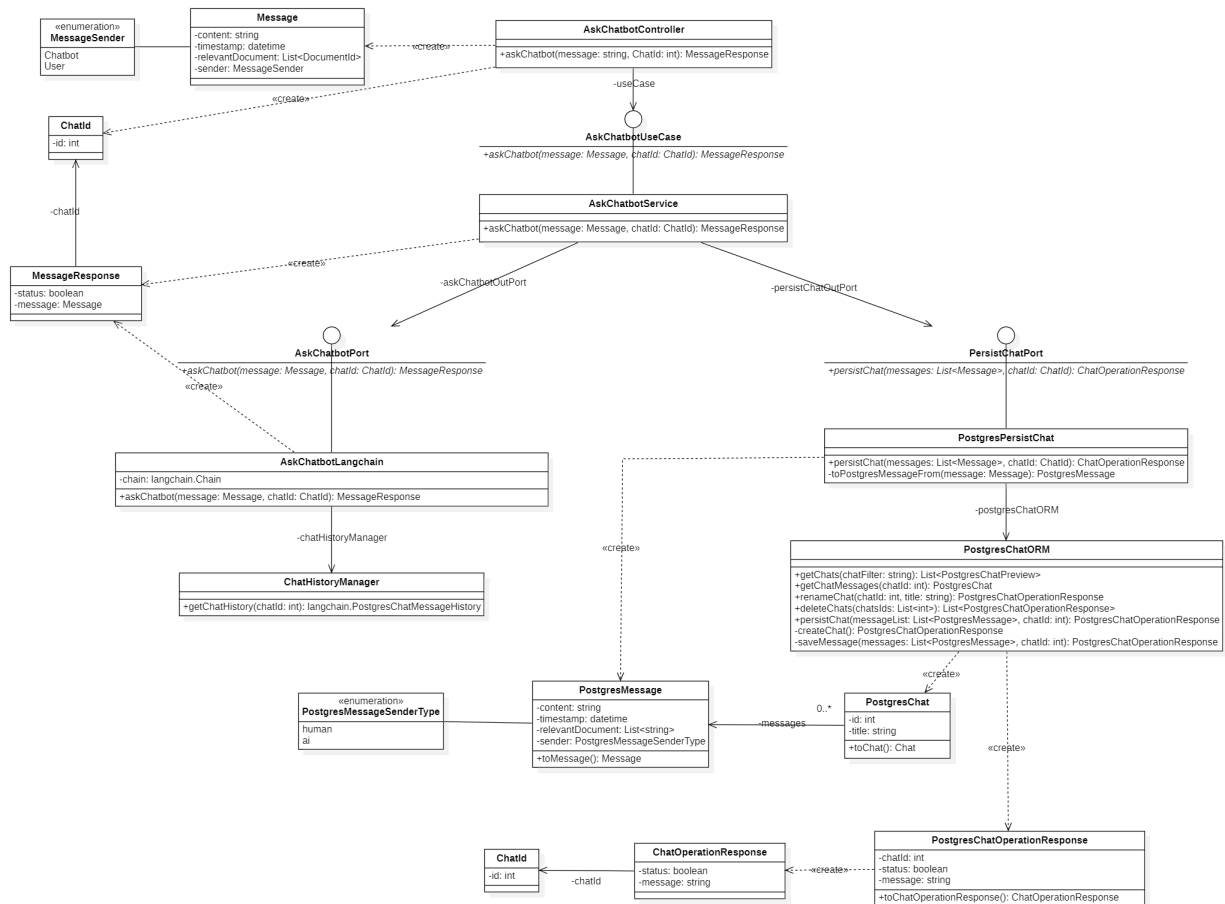 «enumeration»
MessageSender
Chatbot
User
Message
-content: string
-timestamp: datetime
-relevantDocument: List<DocumentId>
-sender: MessageSender
AskChatbotController
+askChatbot(message: string, ChatId: int): MessageResponse
«create»
«create»
-useCase
ChatId
-id: int
AskChatbotUseCase
+askChatbot(message: Message, chatId: ChatId): MessageResponse
-chatId
AskChatbotService
+askChatbot(message: Message, chatId: ChatId): MessageResponse
«create»
MessageResponse
-status: boolean
-message: Message
-askChatbotOutPort
-persistChatOutPort
AskChatbotPort
+askChatbot(message: Message, chatId: ChatId): MessageResponse
«create»
PersistChatPort
+persistChat(messages: List<Message>, chatId: ChatId): ChatOperationResponse
AskChatbotLangchain
-chain: langchain.Chain
+askChatbot(message: Message, chatId: ChatId): MessageResponse
PostgresPersistChat
+persistChat(messages: List<Message>, chatId: ChatId): ChatOperationResponse
-toPostgresMessageFrom(message: Message): PostgresMessage
-chatHistoryManager
-postgresChatORM
«create»
ChatHistoryManager
+getChatHistory(chatId: int): langchain.PostgresChatMessageHistory
PostgresChatORM
+getChats(chatFilter: string): List<PostgresChatPreview>
+getChatMessages(chatId: int): PostgresChat
+renameChat(chatId: int, title: string): PostgresChatOperationResponse
+deleteChats(chatsIds: List<int>): List<PostgresChatOperationResponse>
+persistChat(messageList: List<PostgresMessage>, chatId: int): PostgresChatOperationResponse
-createChat(): PostgresChatOperationResponse
-saveMessage(messages: List<PostgresMessage>, chatId: int): PostgresChatOperationResponse
«create»
«enumeration»
PostgresMessageSenderType
human
ai
PostgresMessage
-content: string
-timestamp: datetime
-relevantDocument: List<string>
-sender: PostgresMessageSenderType
+toMessage(): Message
0..*
-messages
PostgresChat
-id: int
-title: string
+toChat(): Chat
«create»
ChatId
-id: int
-chatId
ChatOperationResponse
-status: boolean
-message: string
«create»
PostgresChatOperationResponse
-chatId: int
-status: boolean
-message: string
+toChatOperationResponse(): ChatOperationResponse